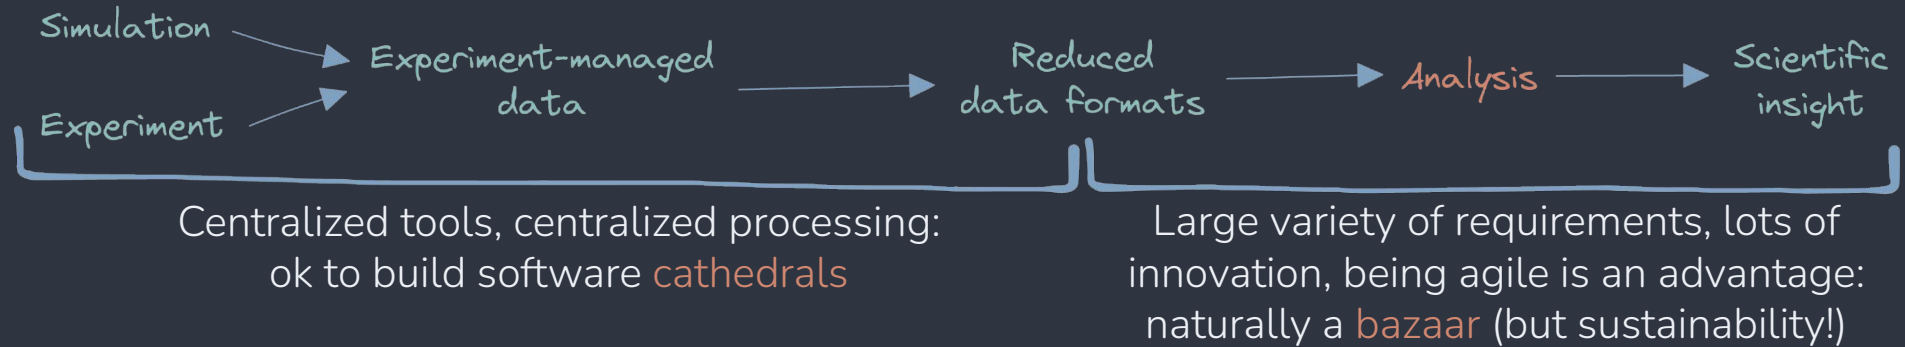 Simulation
Experiment
Experiment-managed
data
Reduced
data formats
Analysis
Scientific
insight
Centralized tools, centralized processing:
ok to build software cathedrals
Large variety of requirements, lots of
innovation, being agile is an advantage:
naturally a bazaar (but sustainability!)